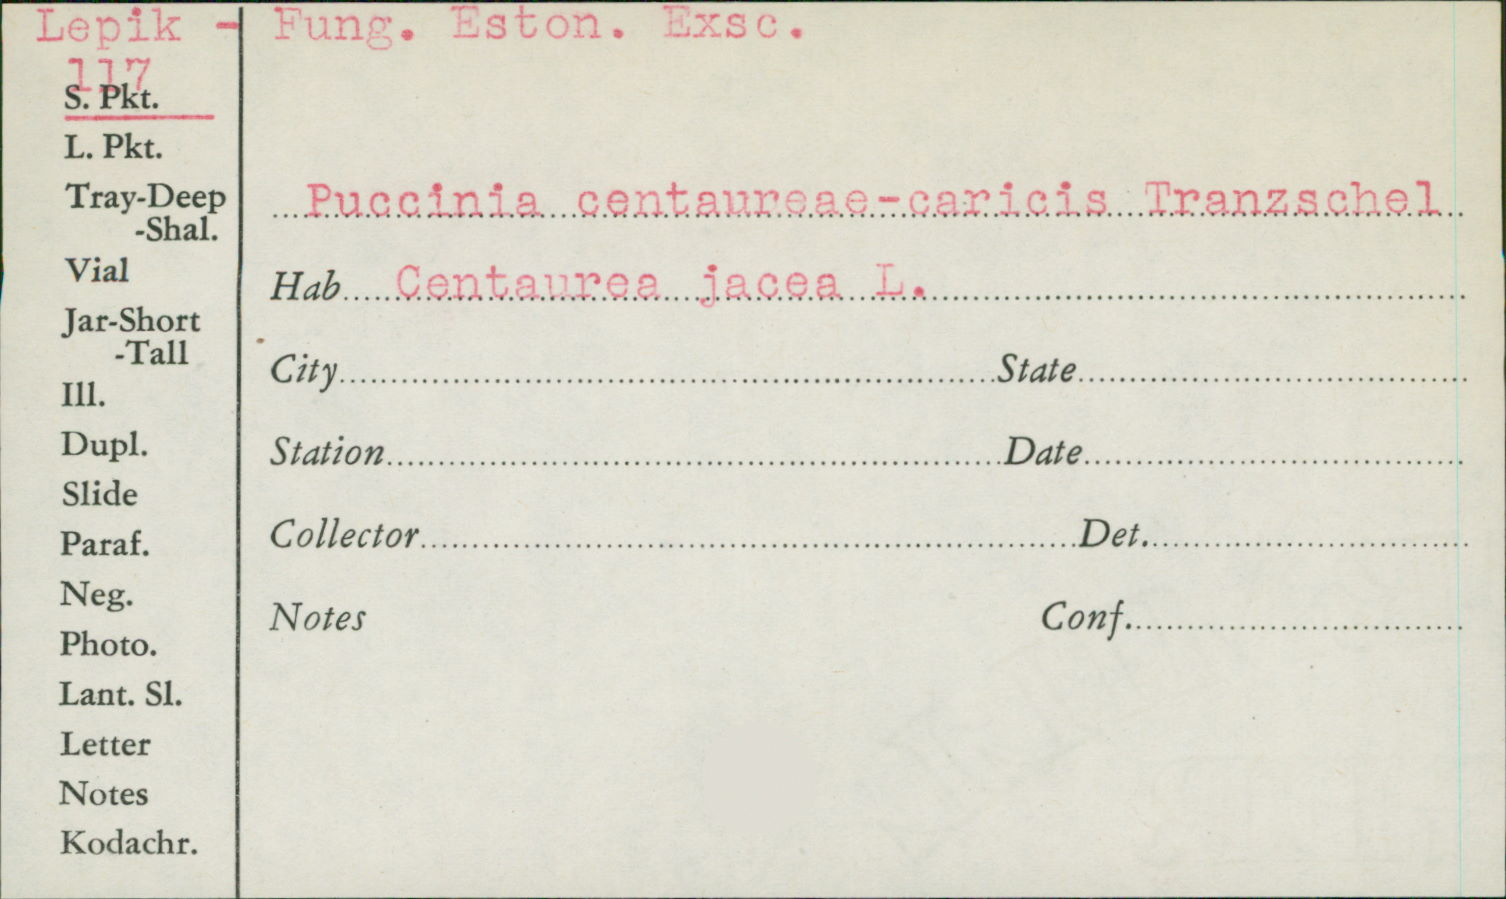 Lepik - Fung. Eston. Exsc.
117
S. Pkt.
L. Pkt.
Tray-Deep
-Shal.
Vial
Jar-Short
-Tall
Ill.
Dupl.
Slide
Paraf.
Neg.
Photo.
Lant. Sl.
Letter
Notes
Kodachr.
Puccinia centaureae-caricis Tranzschel
Hab. Centaurea jacea L.
City State
Station Date
Collector Det.
Notes Conf.